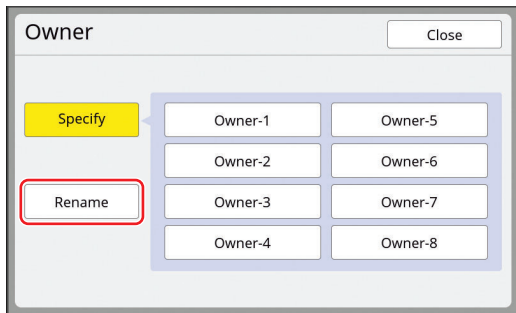 Owner
Close
Specify
Owner-1
Owner-5
Owner-2
Owner-6
Rename
Owner-3
Owner-7
Owner-4
Owner-8